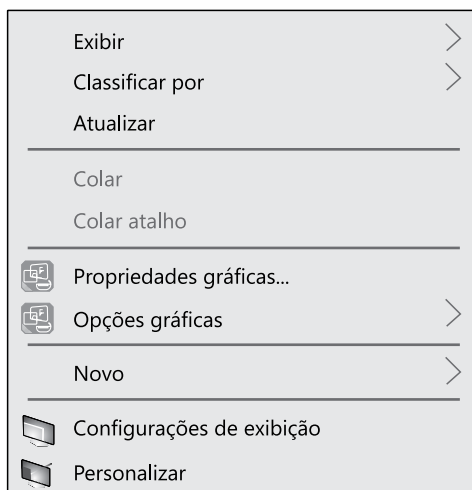 Exibir
Classificar por
Atualizar
Colar
Colar atalho
Propriedades gráficas...
Opções gráficas
Novo
Configurações de exibição
Personalizar